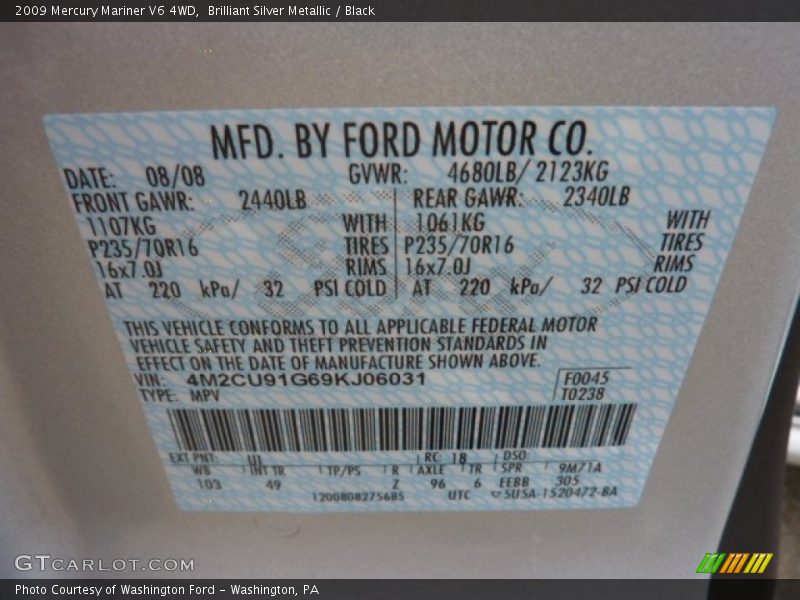 2009 Mercury Mariner V6 4WD, Brilliant Silver Metallic / Black
MFD. BY FORD MOTOR CO.
DATE: 08/08 GVWR: 4680LB/ 2123KG
FRONT GAWR: 2440LB REAR GAWR: 2340LB
1107KG WITH 1061KG WITH
P235/70R16 TIRES P235/70R16 TIRES
16x7.0J RIMS 16x7.0J RIMS
AT 220 kPa/ 32 PSI COLD AT 220 kPa/ 32 PSI COLD
THIS VEHICLE CONFORMS TO ALL APPLICABLE FEDERAL MOTOR
VEHICLE SAFETY AND THEFT PREVENTION STANDARDS IN
EFFECT ON THE DATE OF MANUFACTURE SHOWN ABOVE.
VIN: 4M2CU91G69KJ06031 F0045
TYPE: MPV T0238
EXT PNT: UI RC: 18 DSO:
WB INT TR TP/PS R AXLE TR SPR 9M71A
103 49 Z 96 6 EEBB 305
1200808275685 UTC 5U5A-1520472-BA
GTCARLOT.COM
Photo Courtesy of Washington Ford - Washington, PA